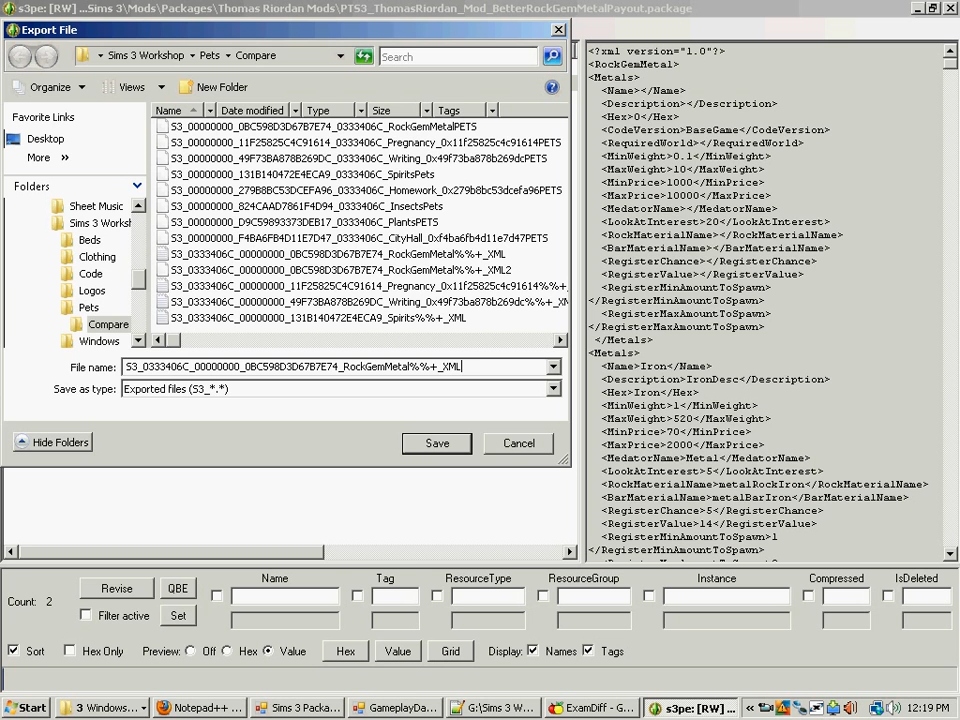 s3pe: [RW] ...Sims 3\Mods\Packages\Thomas Riordan Mods\PTS3_ThomasRiordan_Mod_BetterRockGemMetalPayout.package
Export File
Sims 3 Workshop Pets Compare
Search
Organize Views New Folder
Favorite Links
Desktop
More »
Folders
Sheet Music
Sims 3 Worksh
Beds
Clothing
Code
Logos
Pets
Compare
Windows
Name Date modified Type Size Tags
S3_00000000_0BC598D3D67B7E74_0333406C_RockGemMetalPETS
S3_00000000_11F25825C4C91614_0333406C_Pregnancy_0x11f25825c4c91614PETS
S3_00000000_49F73BA878B269DC_0333406C_Writing_0x49f73ba878b269dcPETS
S3_00000000_131B140472E4ECA9_SpiritsPets
S3_00000000_279B8BC53DCEFA96_0333406C_Homework_0x279b8bc53dcefa96PETS
S3_00000000_824CAAD7861F4D94_0333406C_InsectsPets
S3_00000000_D9C59893373DEB17_0333406C_PlantsPETS
S3_00000000_F4BA6FB4D11E7D47_0333406C_CityHall_0xf4ba6fb4d11e7d47PETS
S3_0333406C_00000000_0BC598D3D67B7E74_RockGemMetal%%+_XML
S3_0333406C_00000000_0BC598D3D67B7E74_RockGemMetal%%+_XML2
S3_0333406C_00000000_11F25825C4C91614_Pregnancy_0x11f25825c4c91614%%+_
S3_0333406C_00000000_49F73BA878B269DC_Writing_0x49f73ba878b269dc%%+_XM
S3_0333406C_00000000_131B140472E4ECA9_Spirits%%+_XML
File name: S3_0333406C_00000000_0BC598D3D67B7E74_RockGemMetal%%+_XML
Save as type: Exported files (S3_*.*)
Hide Folders Save Cancel
<?xml version="1.0"?>
<RockGemMetal>
<Metals>
<Name></Name>
<Description></Description>
<Hex>0</Hex>
<CodeVersion>BaseGame</CodeVersion>
<RequiredWorld></RequiredWorld>
<MinWeight>0.1</MinWeight>
<MaxWeight>10</MaxWeight>
<MinPrice>1000</MinPrice>
<MaxPrice>10000</MaxPrice>
<MedatorName></MedatorName>
<LookAtInterest>20</LookAtInterest>
<RockMaterialName></RockMaterialName>
<BarMaterialName></BarMaterialName>
<RegisterChance></RegisterChance>
<RegisterValue></RegisterValue>
<RegisterMinAmountToSpawn>
</RegisterMinAmountToSpawn>
<RegisterMaxAmountToSpawn>
</RegisterMaxAmountToSpawn>
</Metals>
<Metals>
<Name>Iron</Name>
<Description>IronDesc</Description>
<Hex>Iron</Hex>
<MinWeight>1</MinWeight>
<MaxWeight>520</MaxWeight>
<MinPrice>70</MinPrice>
<MaxPrice>2000</MaxPrice>
<MedatorName>Metal</MedatorName>
<LookAtInterest>5</LookAtInterest>
<RockMaterialName>metalRockIron</RockMaterialName>
<BarMaterialName>metalBarIron</BarMaterialName>
<RegisterChance>5</RegisterChance>
<RegisterValue>14</RegisterValue>
<RegisterMinAmountToSpawn>1
</RegisterMinAmountToSpawn>
Count: 2
Revise QBE
Filter active Set
Name Tag ResourceType ResourceGroup Instance Compressed IsDeleted
Sort Hex Only Preview: Off Hex Value Hex Value Grid Display: Names Tags
Start 3 Windows... Notepad++ ... Sims 3 Packa... GameplayDa... G:\Sims 3 W... ExamDiff - G... s3pe: [RW] ... « 12:19 PM